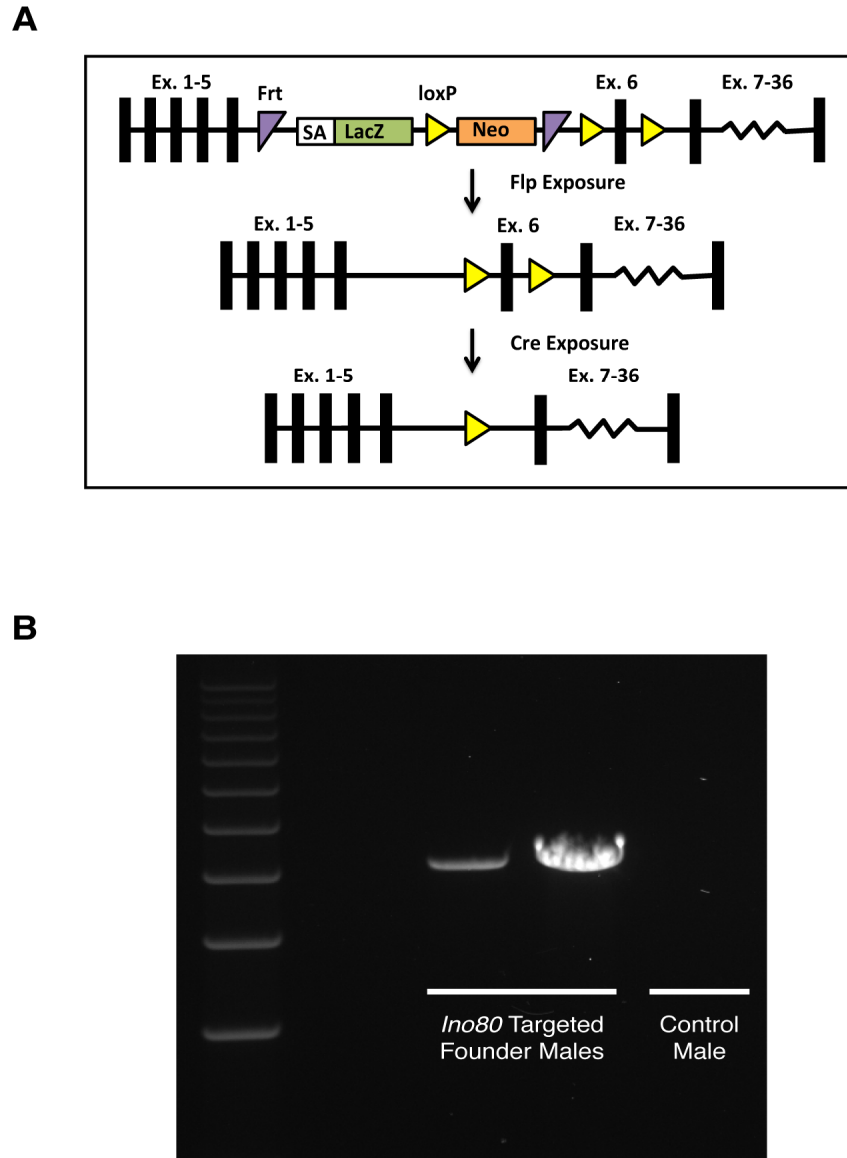 A
Ex. 1-5
Frt
loxP
Ex. 6
Ex. 7-36
SA
LacZ
Neo
Flp Exposure
Ex. 1-5
Ex. 6
Ex. 7-36
Cre Exposure
Ex. 1-5
Ex. 7-36
B
Ino80 Targeted
Founder Males
Control
Male